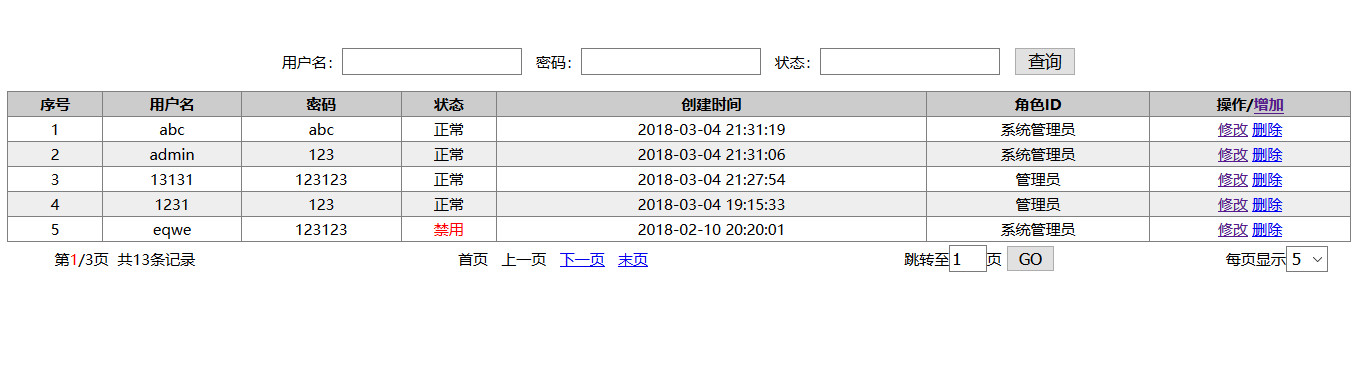 用户名： 密码： 状态： 查询
序号 用户名 密码 状态 创建时间 角色ID 操作/增加
1 abc abc 正常 2018-03-04 21:31:19 系统管理员 修改 删除
2 admin 123 正常 2018-03-04 21:31:06 系统管理员 修改 删除
3 13131 123123 正常 2018-03-04 21:27:54 管理员 修改 删除
4 1231 123 正常 2018-03-04 19:15:33 管理员 修改 删除
5 eqwe 123123 禁用 2018-02-10 20:20:01 系统管理员 修改 删除
第1/3页 共13条记录 首页 上一页 下一页 末页 跳转至1页 GO 每页显示5